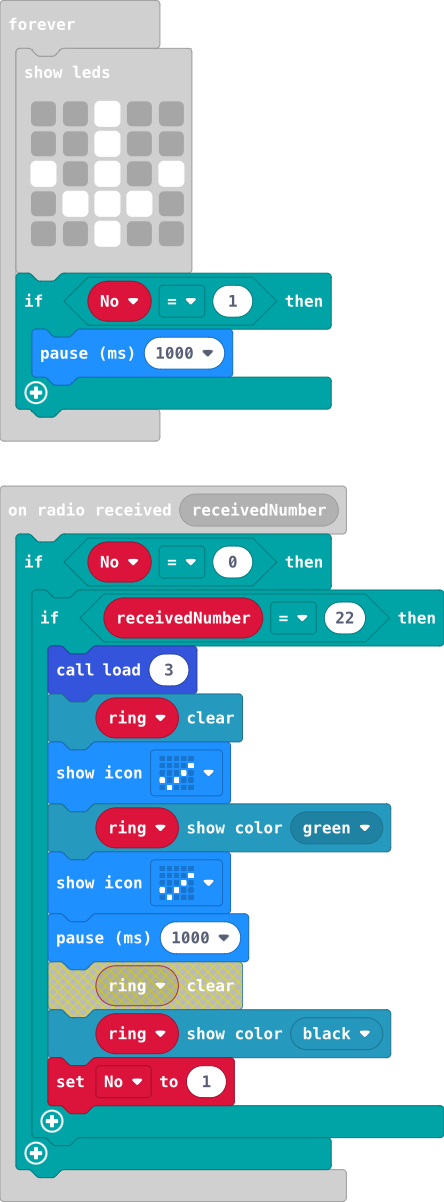 forever
show leds
if No = 1 then
pause (ms) 1000
on radio received receivedNumber
if No = 0 then
if receivedNumber = 22 then
call load 3
ring clear
show icon
ring show color green
show icon
pause (ms) 1000
ring clear
ring show color black
set No to 1